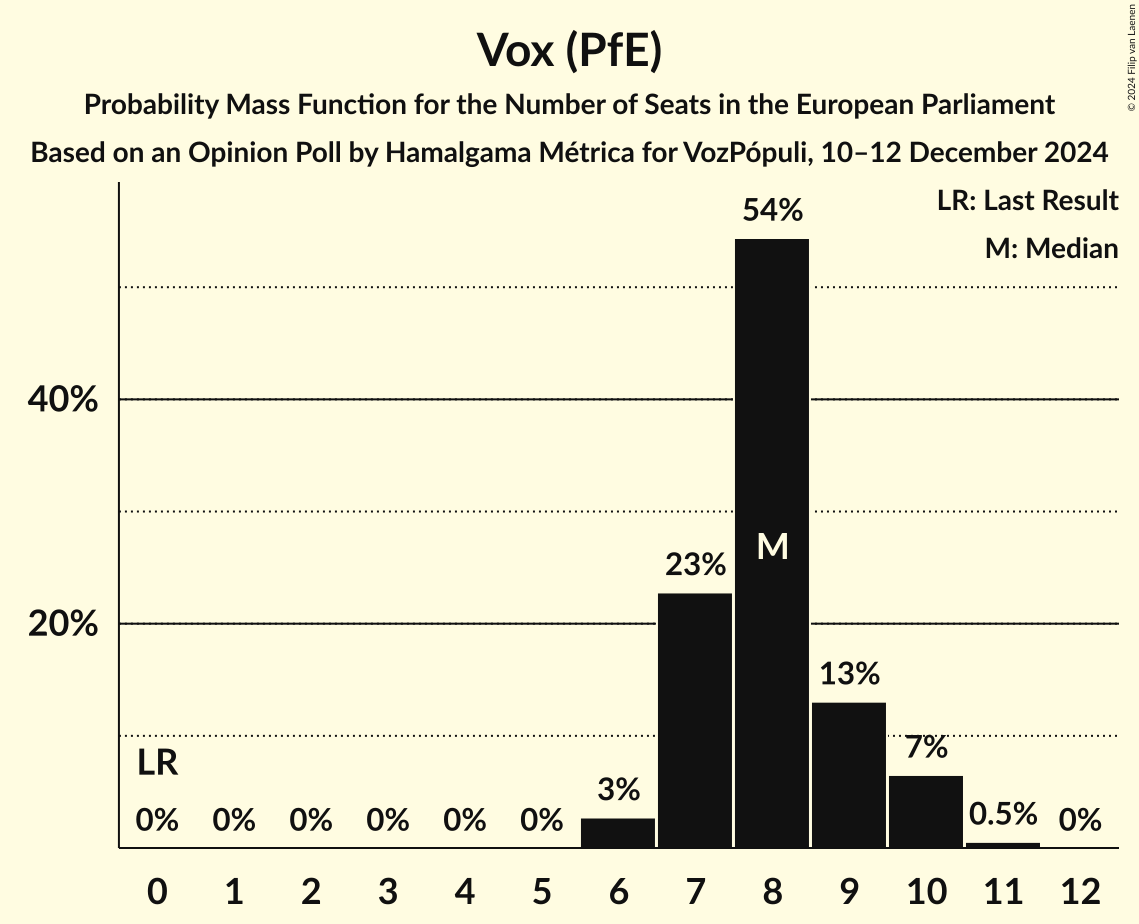 Vox (PfE)
Probability Mass Function for the Number of Seats in the European Parliament
Based on an Opinion Poll by Hamalgama Métrica for VozPópuli, 10–12 December 2024
© 2024 Filip van Laenen
LR: Last Result
M: Median
54%
40%
M
23%
20%
13%
LR
7%
3%
0% 0% 0% 0% 0% 0% 0.5% 0%
0 1 2 3 4 5 6 7 8 9 10 11 12